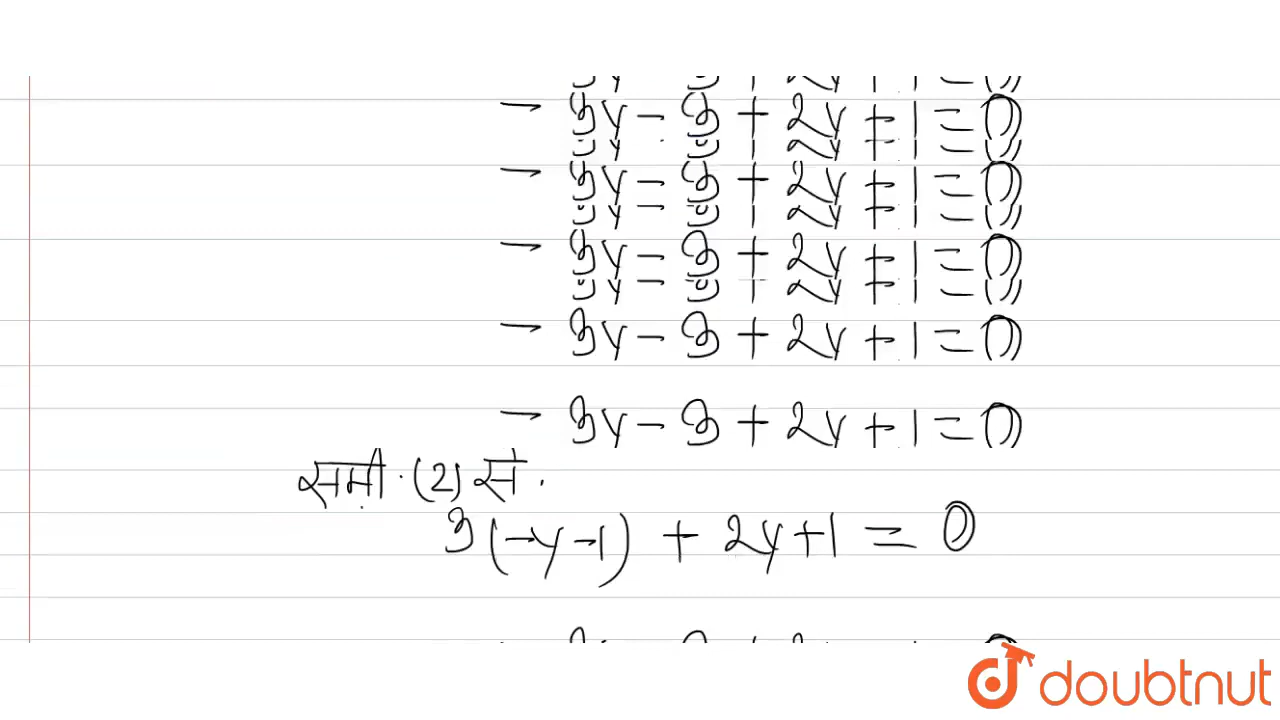 - 3y - 3 + 2y + 1 = 0
- 3y - 3 + 2y + 1 = 0
- 3y - 3 + 2y + 1 = 0
- 3y - 3 + 2y + 1 = 0
- 3y - 3 + 2y + 1 = 0
समी. (2) से.
3(-y-1) + 2y+1 = 0
doubtnut